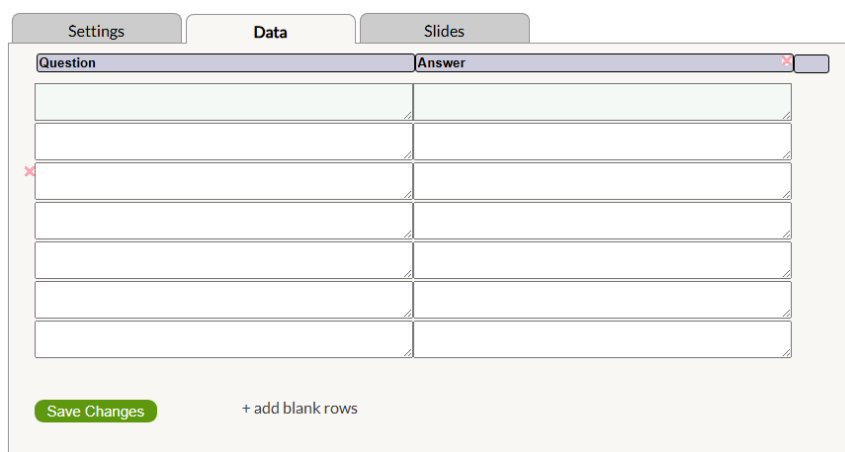 Settings Data Slides
Question Answer
Save Changes + add blank rows